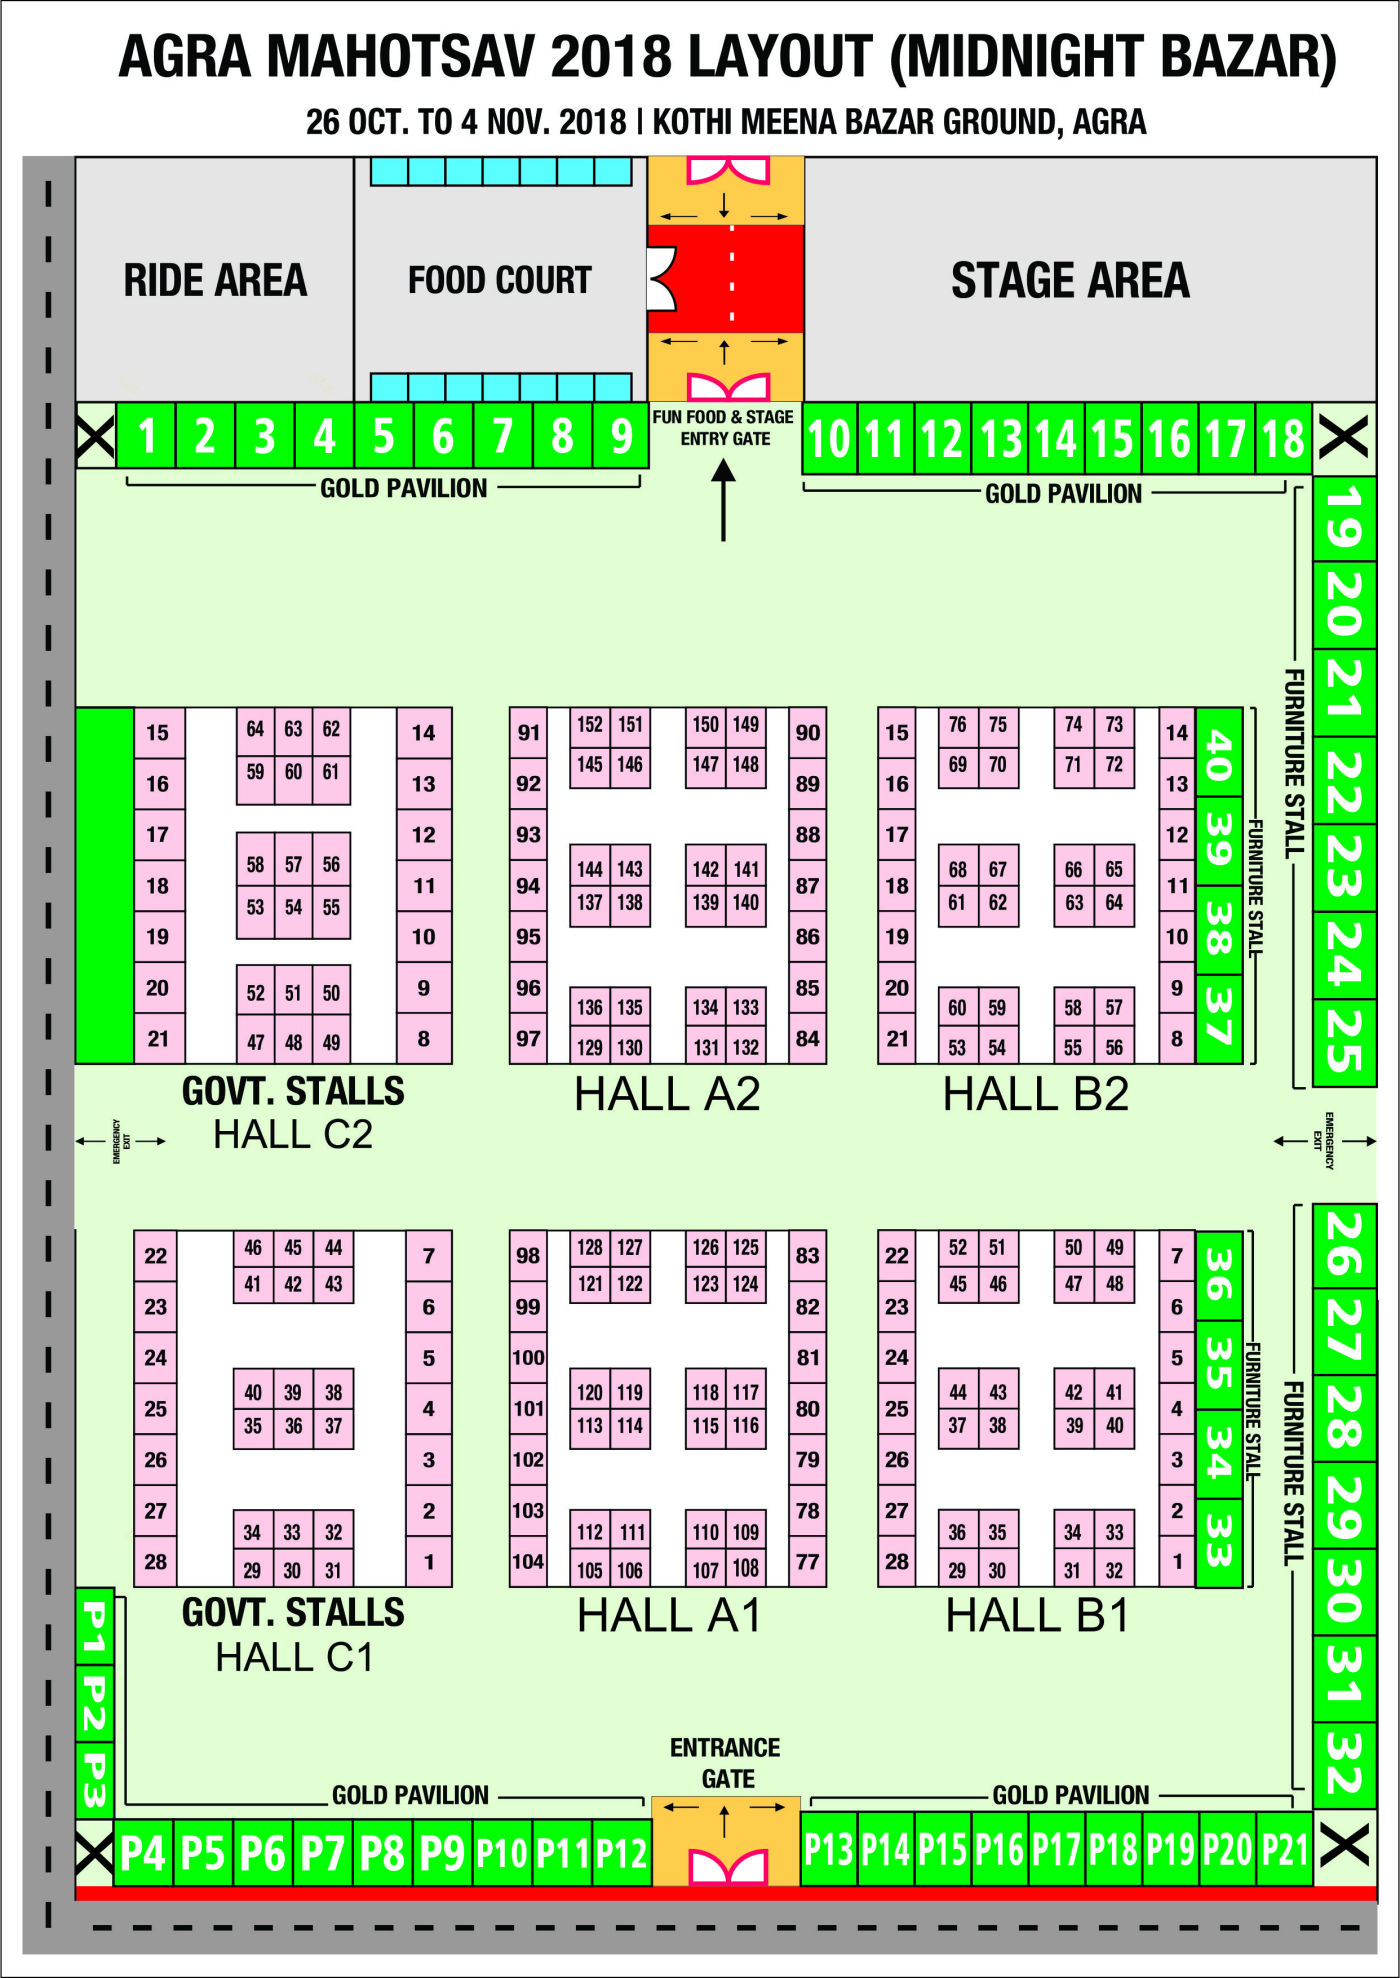 AGRA MAHOTSAV 2018 LAYOUT (MIDNIGHT BAZAR)
26 OCT. TO 4 NOV. 2018 | KOTHI MEENA BAZAR GROUND, AGRA
RIDE AREA
FOOD COURT
STAGE AREA
X 1 2 3 4 5 6 7 8 9
FUN FOOD & STAGE
ENTRY GATE
10 11 12 13 14 15 16 17 18 X
GOLD PAVILION
GOLD PAVILION
19
20
21
22
23
24
25
FURNITURE STALL
15 64 63 62 14
16 59 60 61 13
17 12
18 58 57 56 11
53 54 55
19 10
20 52 51 50 9
21 47 48 49 8
GOVT. STALLS
HALL C2
91 152 151 150 149 90
92 145 146 147 148 89
93 88
94 144 143 142 141 87
137 138 139 140
95 86
96 136 135 134 133 85
97 129 130 131 132 84
HALL A2
15 76 75 74 73 14
16 69 70 71 72 13
17 12
18 68 67 66 65 11
61 62 63 64
19 10
20 60 59 58 57 9
21 53 54 55 56 8
HALL B2
40
39
38
37
FURNITURE STALL
EMERGENCY
EXIT
EMERGENCY
EXIT
22 46 45 44 7
41 42 43
23 6
24 5
25 40 39 38 4
35 36 37
26 3
27 34 33 32 2
28 29 30 31 1
GOVT. STALLS
HALL C1
98 128 127 126 125 83
121 122 123 124
99 82
100 81
101 120 119 118 117 80
113 114 115 116
102 79
103 112 111 110 109 78
104 105 106 107 108 77
HALL A1
22 52 51 50 49 7
45 46 47 48
23 6
24 5
25 44 43 42 41 4
37 38 39 40
26 3
27 36 35 34 33 2
28 29 30 31 32 1
HALL B1
36
35
34
33
FURNITURE STALL
26
27
28
29
30
31
32
FURNITURE STALL
P1
P2
P3
ENTRANCE
GATE
GOLD PAVILION
GOLD PAVILION
X P4 P5 P6 P7 P8 P9 P10 P11 P12
P13 P14 P15 P16 P17 P18 P19 P20 P21 X